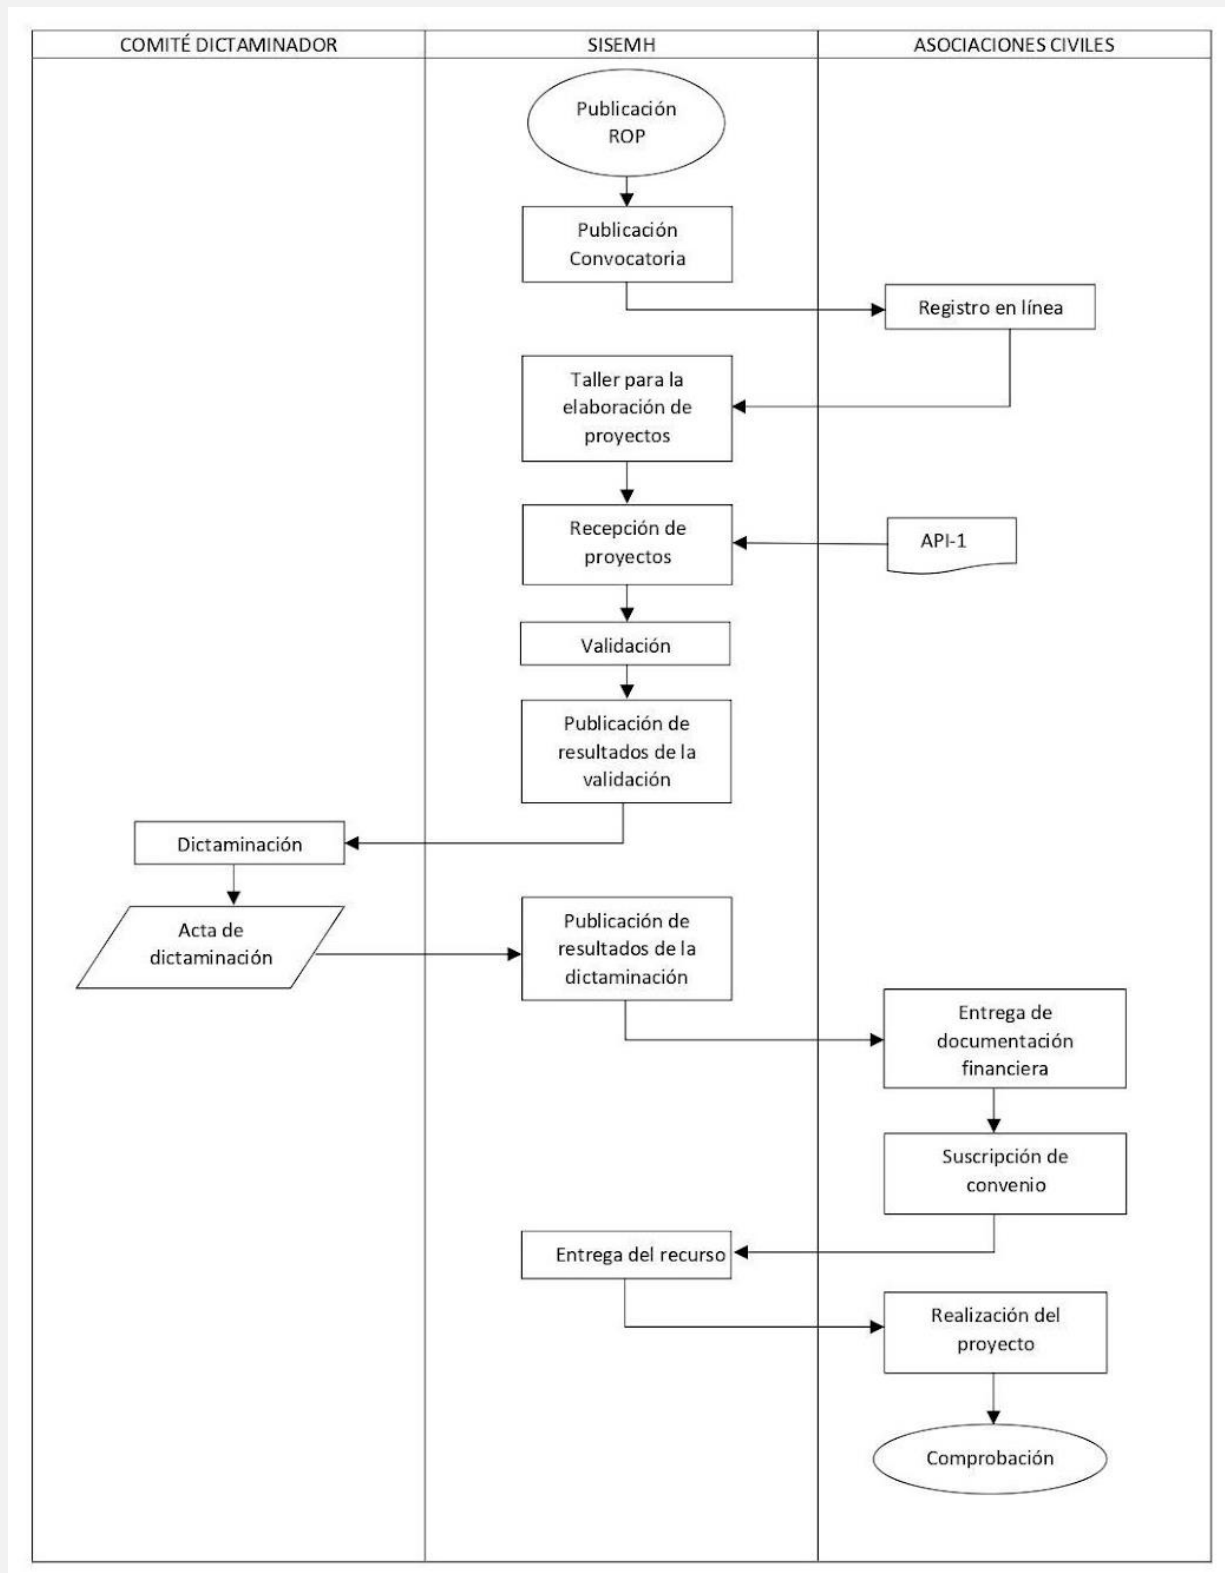 COMITÉ DICTAMINADOR
SISEMH
ASOCIACIONES CIVILES
Publicación
ROP
Publicación
Convocatoria
Registro en línea
Taller para la
elaboración de
proyectos
Recepción de
proyectos
API-1
Validación
Publicación de
resultados de la
validación
Dictaminación
Acta de
dictaminación
Publicación de
resultados de la
dictaminación
Entrega de
documentación
financiera
Suscripción de
convenio
Entrega del recurso
Realización del
proyecto
Comprobación